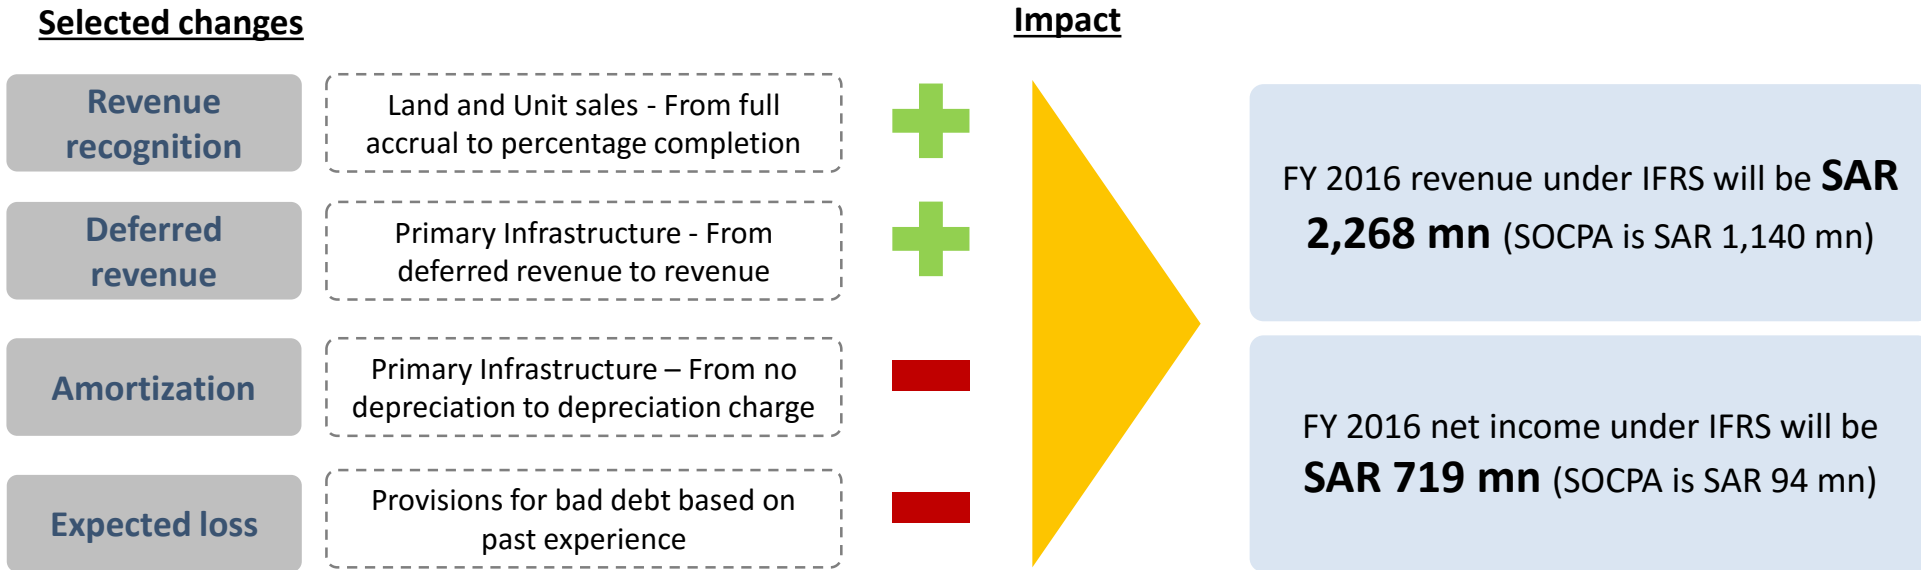 Selected changes
Impact
Revenue
recognition
Land and Unit sales - From full
accrual to percentage completion
Deferred
revenue
Primary Infrastructure - From
deferred revenue to revenue
Amortization
Primary Infrastructure – From no
depreciation to depreciation charge
Expected loss
Provisions for bad debt based on
past experience
FY 2016 revenue under IFRS will be SAR
2,268 mn (SOCPA is SAR 1,140 mn)
FY 2016 net income under IFRS will be
SAR 719 mn (SOCPA is SAR 94 mn)